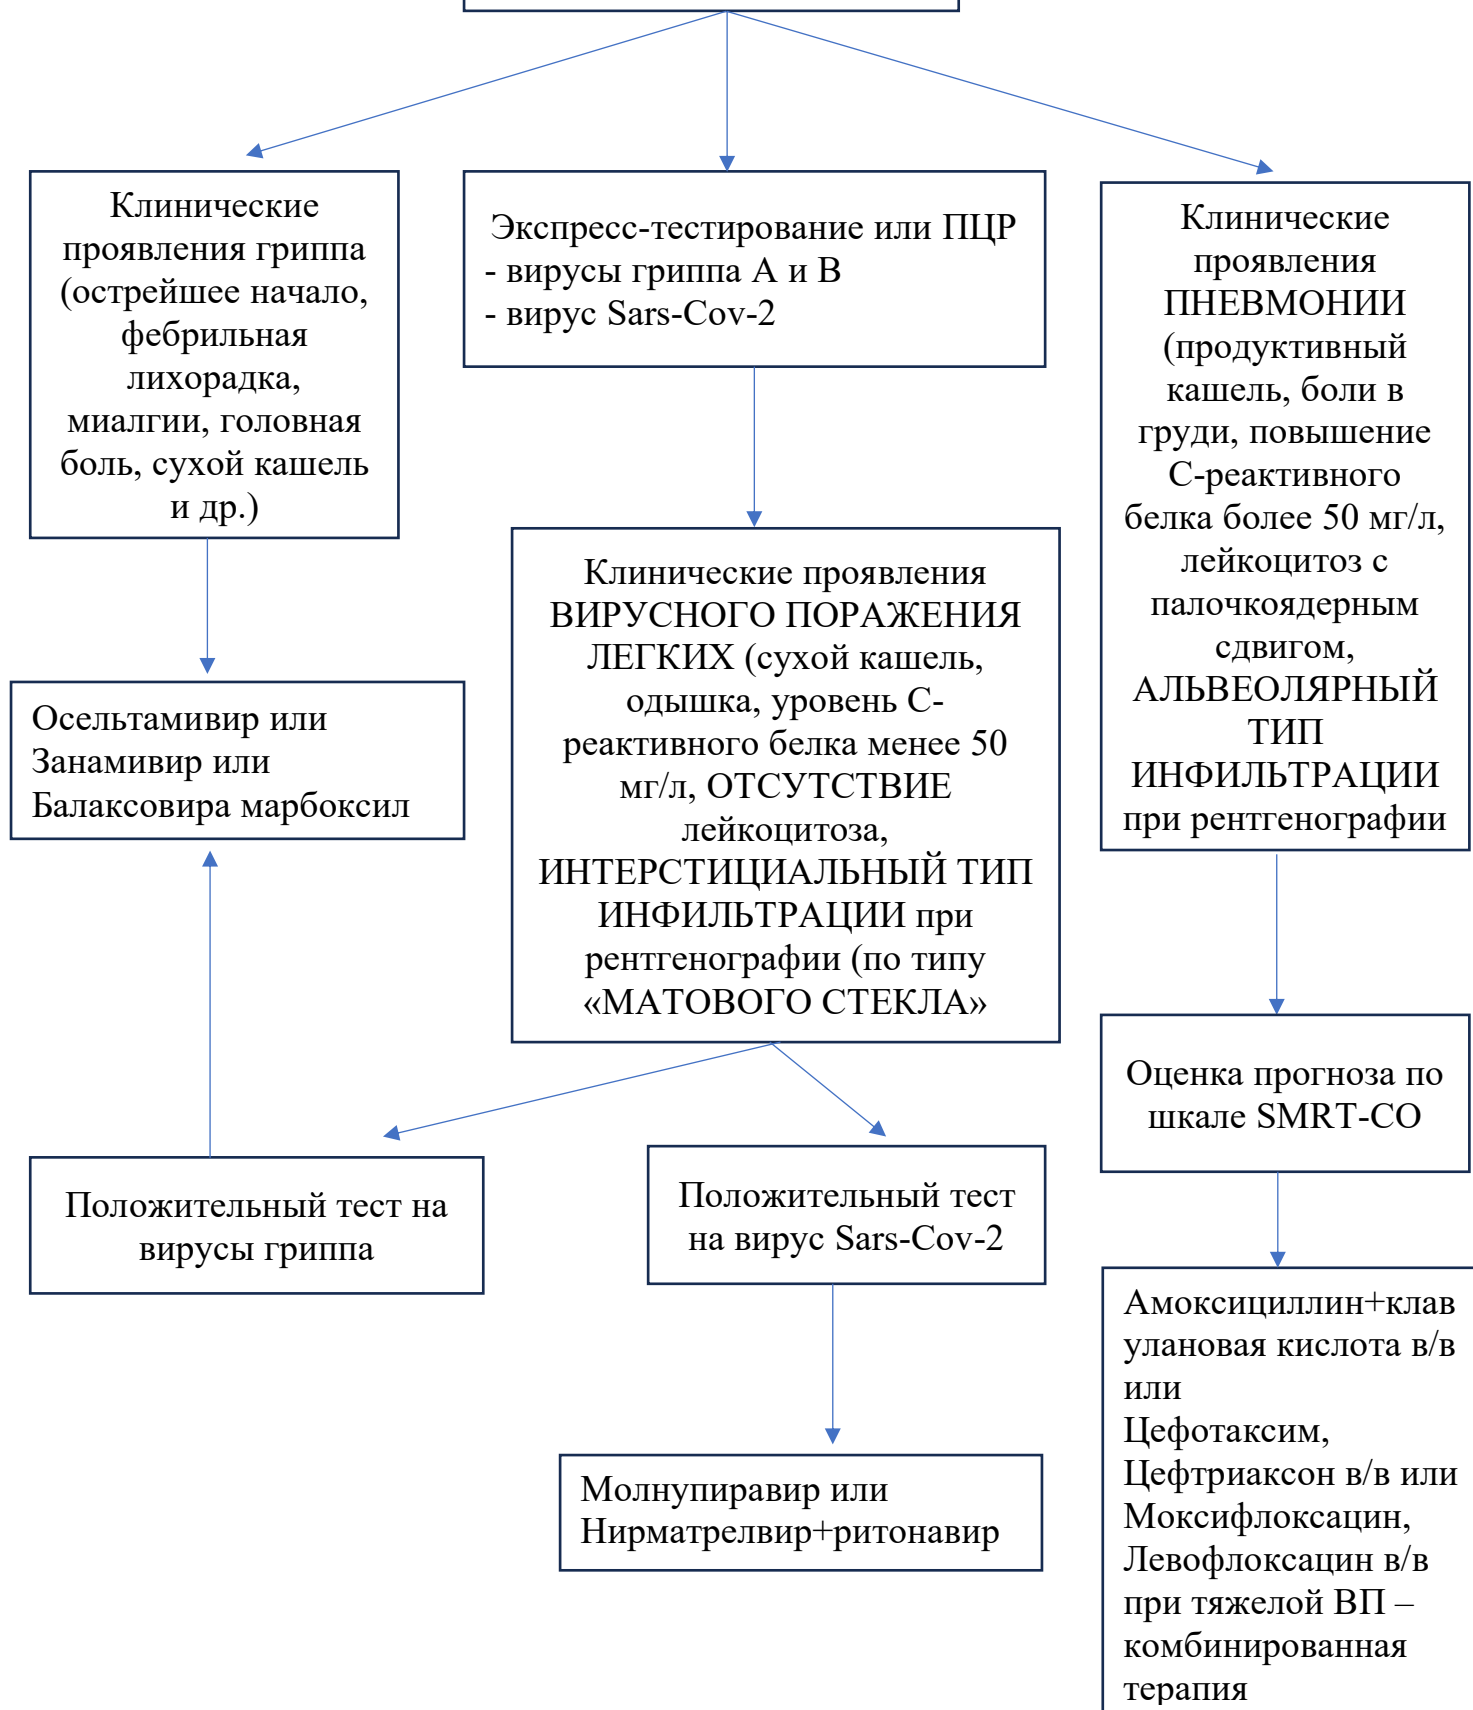 Клинические
проявления гриппа
(острейшее начало,
фебрильная
лихорадка,
миалгии, головная
боль, сухой кашель
и др.)
Экспресс-тестирование или ПЦР
- вирусы гриппа А и В
- вирус Sars-Cov-2
Клинические
проявления
ПНЕВМОНИИ
(продуктивный
кашель, боли в
груди, повышение
С-реактивного
белка более 50 мг/л,
лейкоцитоз с
палочкоядерным
сдвигом,
АЛЬВЕОЛЯРНЫЙ
ТИП
ИНФИЛЬТРАЦИИ
при рентгенографии
Клинические проявления
ВИРУСНОГО ПОРАЖЕНИЯ
ЛЕГКИХ (сухой кашель,
одышка, уровень С-
реактивного белка менее 50
мг/л, ОТСУТСТВИЕ
лейкоцитоза,
ИНТЕРСТИЦИАЛЬНЫЙ ТИП
ИНФИЛЬТРАЦИИ при
рентгенографии (по типу
«МАТОВОГО СТЕКЛА»
Осельтамивир или
Занамивир или
Балаксовира марбоксил
Оценка прогноза по
шкале SMRT-CO
Положительный тест на
вирусы гриппа
Положительный тест
на вирус Sars-Cov-2
Амоксициллин+клав
улановая кислота в/в
или
Цефотаксим,
Цефтриаксон в/в или
Моксифлоксацин,
Левофлоксацин в/в
при тяжелой ВП –
комбинированная
терапия
Молнупиравир или
Нирматрелвир+ритонавир